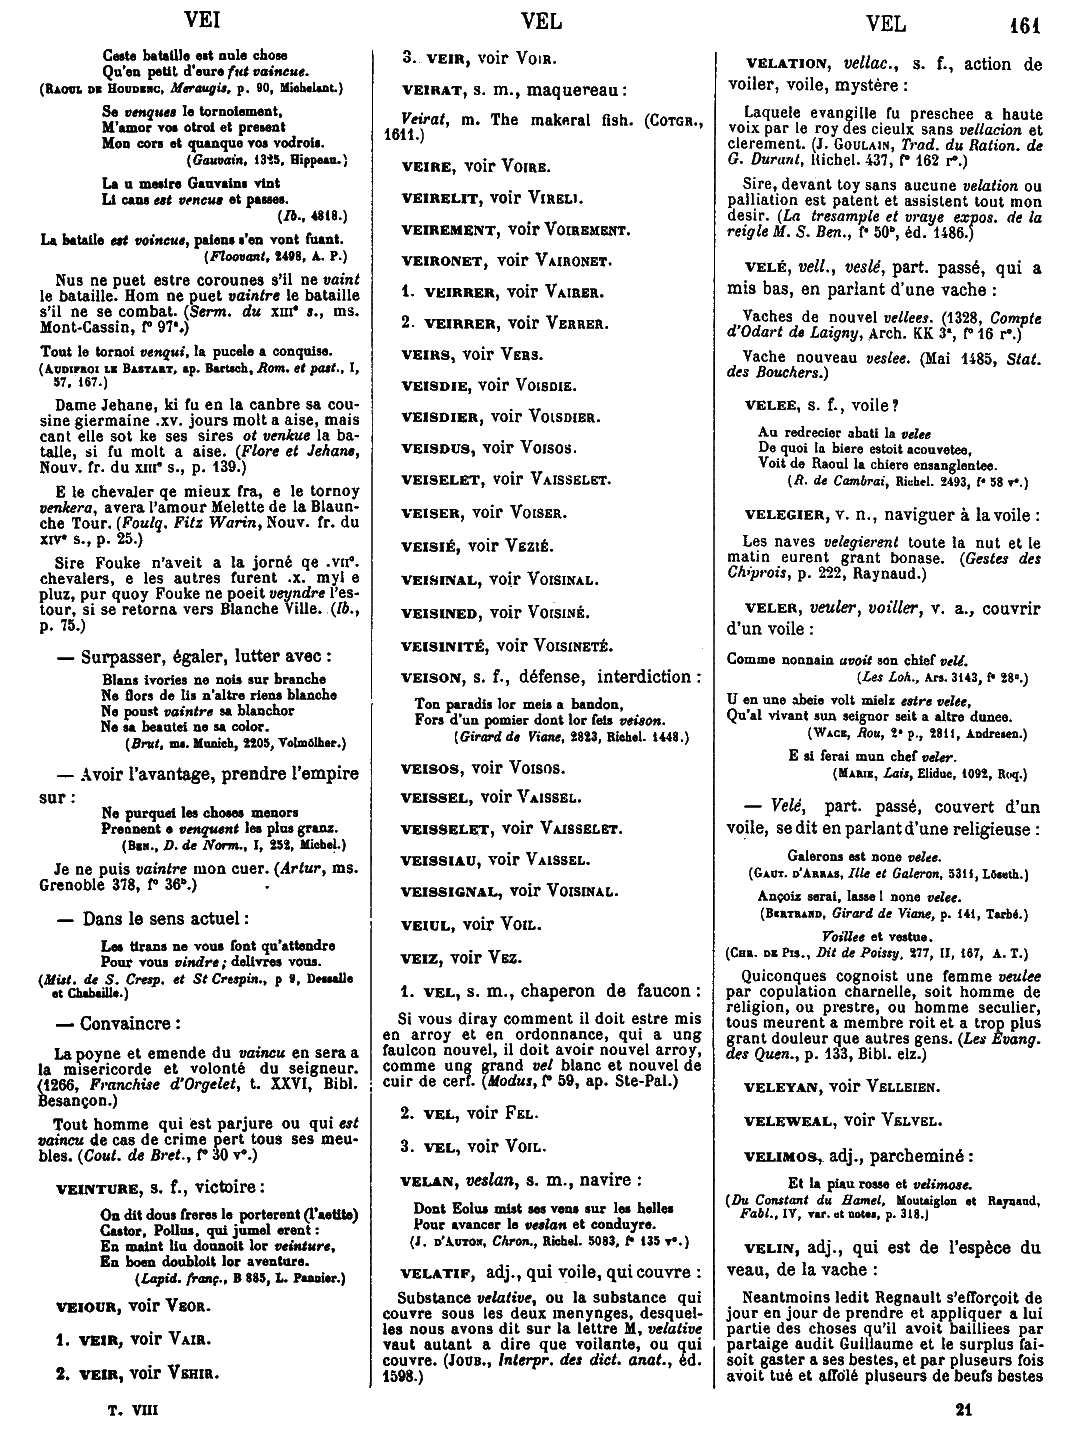 VEI
VEL
VEL
161
Ceste bataille est nule chose
Qu'en petit d'eure fut vaincue.
(RAOUL DE HOUDENC, Meraugis, p. 90, Michelant.)
Se venques le tornoiement,
M'amor vos otroi et present
Mon cors et quanque vos vodrois.
(Gauvain, 1325, Hippeau.)
La u mesire Gauvains vint
Li cans est vencus et passes.
(Ib., 4818.)
La bataile est voincue, paiens s'en vont fuant.
(Floovant, 2498, A. P.)
Nus ne puet estre corounes s'il ne vaint
le bataille. Hom ne puet vaintre le bataille
s'il ne se combat. (Serm. du XIIIᵉ s., ms.
Mont-Cassin, fº 97ᵃ.)
Tout le tornoi venqui, la pucele a conquise.
(AUDIFROI LE BASTART, ap. Bartsch, Rom. et past., I,
57, 167.)
Dame Jehane, ki fu en la canbre sa cou-
sine giermaine .xv. jours molt a aise, mais
cant elle sot ke ses sires ot venkue la ba-
talle, si fu molt a aise. (Flore et Jehane,
Nouv. fr. du XIIIᵉ s., p. 139.)
E le chevaler qe mieux fra, e le tornoy
venkera, avera l'amour Melette de la Blaun-
che Tour. (Foulq. Fitz Warin, Nouv. fr. du
XIVᵉ s., p. 25.)
Sire Fouke n'aveit a la jorné qe .VIIᶜ.
chevalers, e les autres furent .x. myl e
pluz, pur quoy Fouke ne poeit veyndre l'es-
tour, si se retorna vers Blanche Ville. (Ib.,
p. 75.)
— Surpasser, égaler, lutter avec :
Blans ivories ne nois sur branche
Ne flors de lis n'altre riens blanche
Ne poust vaintre sa blanchor
Ne sa beautei ne sa color.
(Brut, ms. Munich, 2205, Volmölher.)
— Avoir l'avantage, prendre l'empire
sur :
Ne purquei les choses menors
Prennent e venquent les plus granz.
(BEN., D. de Norm., I, 252, Michel.)
Je ne puis vaintre mon cuer. (Artur, ms.
Grenoble 378, fº 36ᵇ.)
— Dans le sens actuel :
Les tirans ne vous font qu'attendre
Pour vous vindre ; delivres vous.
(Mist. de S. Cresp. et St Crespin., p 9, Dessalle
et Chabaille.)
— Convaincre :
La poyne et emende du vaincu en sera a
la misericorde et volonté du seigneur.
(1266, Franchise d'Orgelet, t. XXVI, Bibl.
Besançon.)
Tout homme qui est parjure ou qui est
vaincu de cas de crime pert tous ses meu-
bles. (Cout. de Bret., fº 30 vº.)
VEINTURE, s. f., victoire :
On dit dous freres le porterent (l'aetite)
Castor, Pollus, qui jumel erent :
En maint liu dounoit lor veinture,
En boen doubloit lor aventure.
(Lapid. franç., B 885, L. Pannier.)
VEIOUR, voir VEOR.
1. VEIR, voir VAIR.
2. VEIR, voir VEHIR.
T. VIII
3. VEIR, voir VOIR.
VEIRAT, s. m., maquereau :
Veirat, m. The makeral fish. (COTGR.,
1611.)
VEIRE, voir VOIRE.
VEIRELIT, voir VIRELI.
VEIREMENT, voir VOIREMENT.
VEIRONET, voir VAIRONET.
1. VEIRRER, voir VAIRER.
2. VEIRRER, voir VERRER.
VEIRS, voir VERS.
VEISDIE, voir VOISDIE.
VEISDIER, voir VOISDIER.
VEISDUS, voir VOISOS.
VEISELET, voir VAISSELET.
VEISER, voir VOISER.
VEISIÉ, voir VEZIÉ.
VEISINAL, voir VOISINAL.
VEISINED, voir VOISINÉ.
VEISINITÉ, voir VOISINETÉ.
VEISON, s. f., défense, interdiction :
Ton paradis lor meis a bandon,
Fors d'un pomier dont lor feis veison.
(Girard de Viane, 2823, Richel. 1448.)
VEISOS, voir VOISOS.
VEISSEL, voir VAISSEL.
VEISSELET, voir VAISSELET.
VEISSIAU, voir VAISSEL.
VEISSIGNAL, voir VOISINAL.
VEIUL, voir VOIL.
VEIZ, voir VEZ.
1. VEL, s. m., chaperon de faucon :
Si vous diray comment il doit estre mis
en arroy et en ordonnance, qui a ung
faulcon nouvel, il doit avoir nouvel arroy,
comme ung grand vel blanc et nouvel de
cuir de cerf. (Modus, fº 59, ap. Ste-Pal.)
2. VEL, voir FEL.
3. VEL, voir VOIL.
VELAN, veslan, s. m., navire :
Dont Eolus mist ses vens sur les helles
Pour avancer le veslan et conduyre.
(J. D'AUTON, Chron., Richel. 5083, fº 135 vº.)
VELATIF, adj., qui voile, qui couvre :
Substance velative, ou la substance qui
couvre sous les deux menynges, desquel-
les nous avons dit sur la lettre M, velative
vaut autant a dire que voilante, ou qui
couvre. (JOUB., Interpr. des dict. anat., éd.
1598.)
VELATION, vellac., s. f., action de
voiler, voile, mystère :
Laquele evangille fu preschee a haute
voix par le roy des cieulx sans vellacion et
clerement. (J. GOULAIN, Trad. du Ration. de
G. Durant, Richel. 437, fº 162 rº.)
Sire, devant toy sans aucune velation ou
palliation est patent et assistent tout mon
desir. (La tresample et vraye expos. de la
reigle M. S. Ben., fº 50ᵇ, éd. 1486.)
VELÉ, vell., veslé, part. passé, qui a
mis bas, en parlant d'une vache :
Vaches de nouvel vellees. (1328, Compte
d'Odart de Laigny, Arch. KK 3ᵃ, fº 16 rº.)
Vache nouveau veslee. (Mai 1485, Stat.
des Bouchers.)
VELEE, s. f., voile ?
Au redrecier abati la velee
De quoi la biere estoit acouvetee,
Voit de Raoul la chiere ensanglentee.
(R. de Cambrai, Richel. 2493, fº 58 vº.)
VELEGIER, v. n., naviguer à la voile :
Les naves velegierent toute la nut et le
matin eurent grant bonase. (Gestes des
Chiprois, p. 222, Raynaud.)
VELER, veuler, voiller, v. a., couvrir
d'un voile :
Comme nonnain avoit son chief velé.
(Les Loh., Ars. 3143, fº 28ᵃ.)
U en une abeie volt mielz estre velee,
Qu'al vivant sun seignor seit a altre dunee.
(WACE, Rou, 2ᵉ p., 2811, Andresen.)
E si ferai mun chef veler.
(MARIE, Lais, Eliduc, 1092, Roq.)
— Velé, part. passé, couvert d'un
voile, se dit en parlant d'une religieuse :
Galerons est none velee.
(GAUT. D'ARRAS, Ille et Galeron, 5311, Löseth.)
Ançoiz serai, lasse ! none velee.
(BERTRAND, Girard de Viane, p. 141, Tarbé.)
Voillee et vestue.
(CHR. DE PIS., Dit de Poissy, 277, II, 167, A. T.)
Quiconques cognoist une femme veulee
par copulation charnelle, soit homme de
religion, ou prestre, ou homme seculier,
tous meurent a membre roit et a trop plus
grant douleur que autres gens. (Les Evang.
des Quen., p. 133, Bibl. elz.)
VELEYAN, voir VELLEIEN.
VELEWEAL, voir VELVEL.
VELIMOS, adj., parcheminé :
Et la piau rosse et velimose.
(Du Constant du Hamel, Montaiglon et Raynaud,
Fabl., IV, var. et notes, p. 318.)
VELIN, adj., qui est de l'espèce du
veau, de la vache :
Neantmoins ledit Regnault s'efforçoit de
jour en jour de prendre et appliquer a lui
partie des choses qu'il avoit bailliees par
partaige audit Guillaume et le surplus fai-
soit gaster a ses bestes, et par pluseurs fois
avoit tué et affolé pluseurs de beufs bestes
21